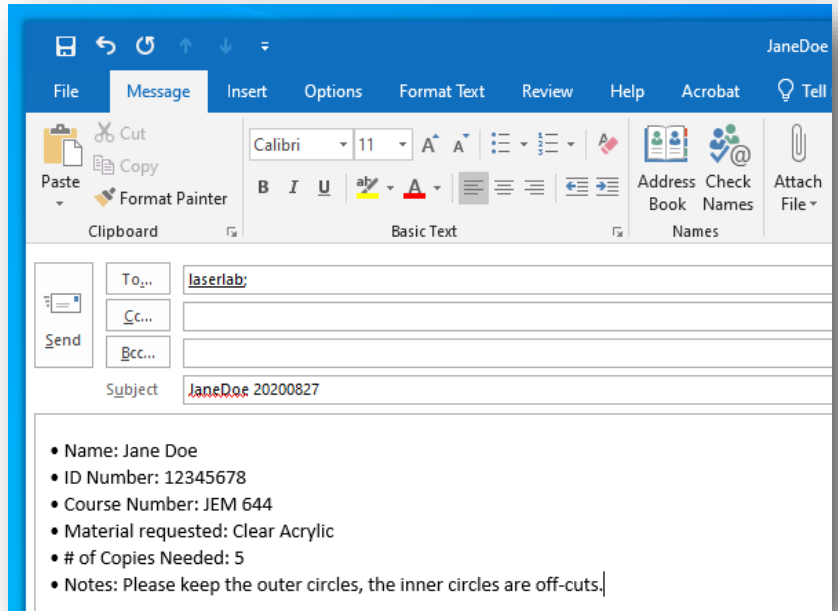 JaneDoe
File Message Insert Options Format Text Review Help Acrobat Tell
Cut
Copy
Paste
Format Painter
Clipboard
Calibri 11 A A
B I U aby A
Basic Text
Address Book
Check Names
Names
Attach File
To...
laserlab;
Cc...
Send
Bcc...
Subject
JaneDoe 20200827
• Name: Jane Doe
• ID Number: 12345678
• Course Number: JEM 644
• Material requested: Clear Acrylic
• # of Copies Needed: 5
• Notes: Please keep the outer circles, the inner circles are off-cuts.